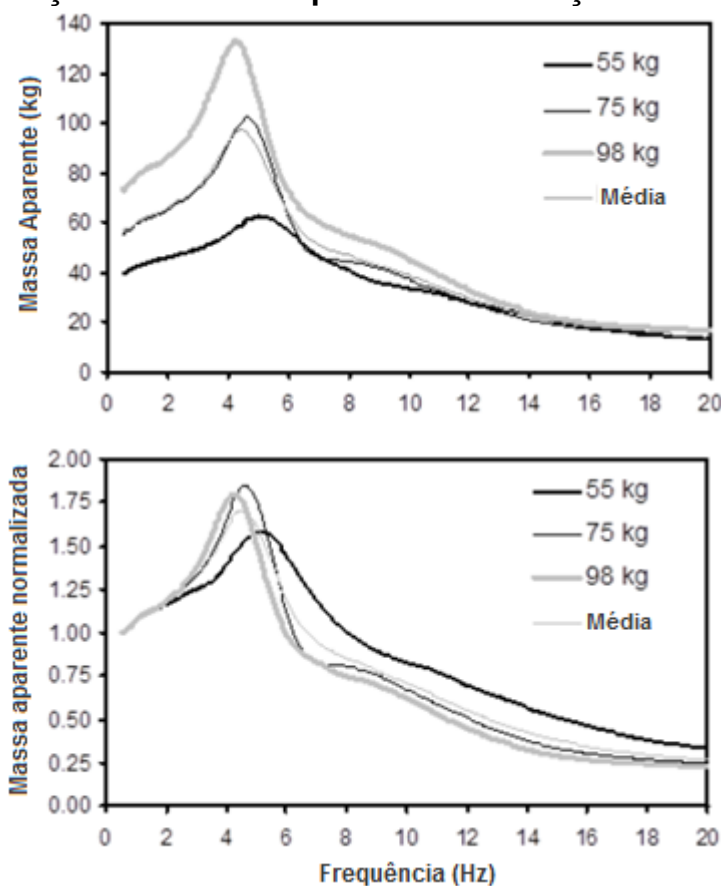 Massa Aparente (kg)
140
120
100
80
60
40
20
0
55 kg
75 kg
98 kg
Média
0 2 4 6 8 10 12 14 16 18 20
Massa aparente normalizada
2.00
1.75
1.50
1.25
1.00
0.75
0.50
0.25
0.00
55 kg
75 kg
98 kg
Média
0 2 4 6 8 10 12 14 16 18 20
Frequência (Hz)